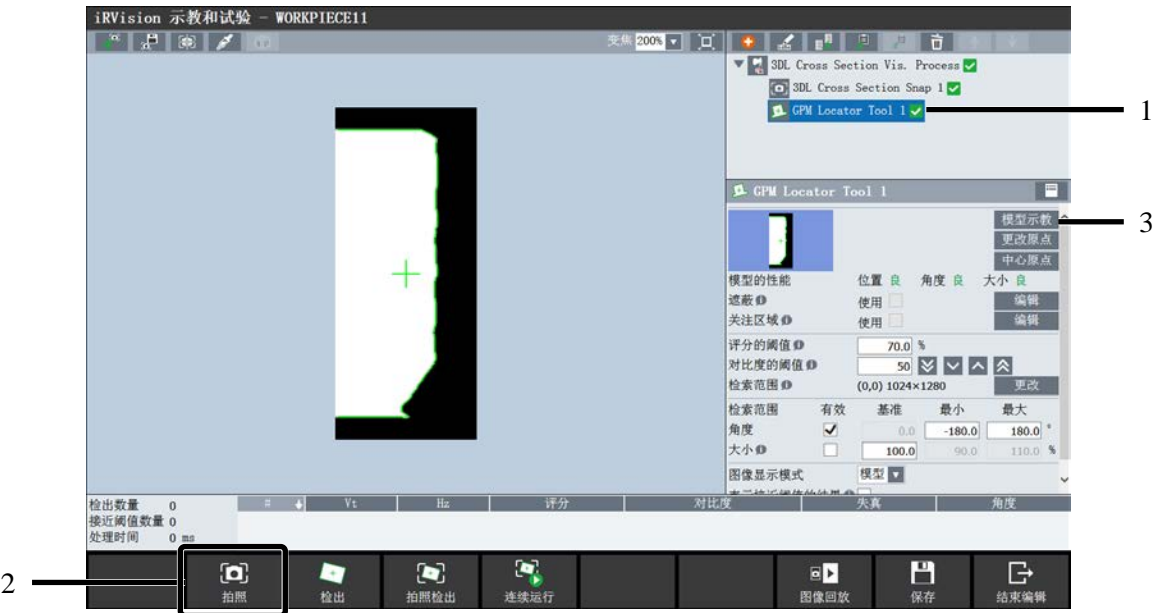 iRVision 示教和试验 - WORKPIECE11
变焦 200%
3DL Cross Section Vis. Process
3DL Cross Section Snap 1
GPM Locator Tool 1
1
GPM Locator Tool 1
模型示教
3
更改原点
中心原点
模型的性能 位置 良 角度 良 大小 良
遮蔽 使用 编辑
关注区域 使用 编辑
评分的阈值 70.0 %
对比度的阈值 50
检索范围 (0,0) 1024×1280 更改
检索范围 有效 基准 最小 最大
角度 0.0 -180.0 180.0 °
大小 100.0 90.0 110.0 %
图像显示模式 模型
表示接近阈值的结果
检出数量 0 # Vt Hz 评分 对比度 失真 角度
接近阈值数量 0
处理时间 0 ms
2
拍照 检出 拍照检出 连续运行 图像回放 保存 结束编辑